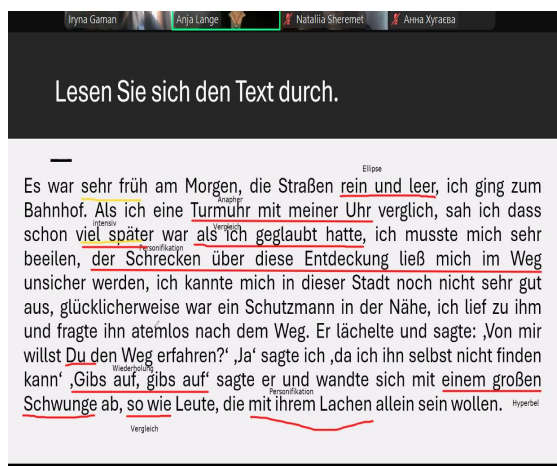 Iryna Gaman Anja Lange Nataliia Sheremet Анна Хугаєва
Lesen Sie sich den Text durch.
Ellipse
Es war sehr früh am Morgen, die Straßen rein und leer, ich ging zum
Anapher
Bahnhof. Als ich eine Turmuhr mit meiner Uhr verglich, sah ich dass
intensiv Vergleich
schon viel später war als ich geglaubt hatte, ich musste mich sehr
Personifikation
beeilen, der Schrecken über diese Entdeckung ließ mich im Weg
unsicher werden, ich kannte mich in dieser Stadt noch nicht sehr gut
aus, glücklicherweise war ein Schutzmann in der Nähe, ich lief zu ihm
und fragte ihn atemlos nach dem Weg. Er lächelte und sagte: ‚Von mir
willst Du den Weg erfahren?‘ ‚Ja‘ sagte ich ‚da ich ihn selbst nicht finden
Wiederholung
kann‘ ‚Gibs auf, gibs auf‘ sagte er und wandte sich mit einem großen
Personifikation
Schwunge ab, so wie Leute, die mit ihrem Lachen allein sein wollen. Hyperbel
Vergleich